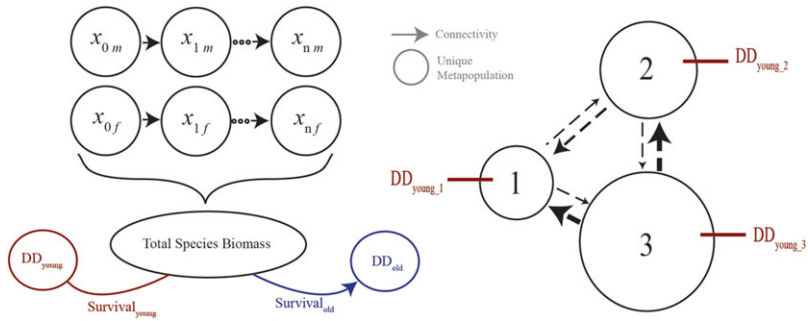 x0 m x1 m xn m
x0 f x1 f xn f
Total Species Biomass
DDyoung
DDold
Survivalyoung
Survivalold
Connectivity
Unique
Metapopulation
2
DDyoung_2
DDyoung_1
1
3
DDyoung_3